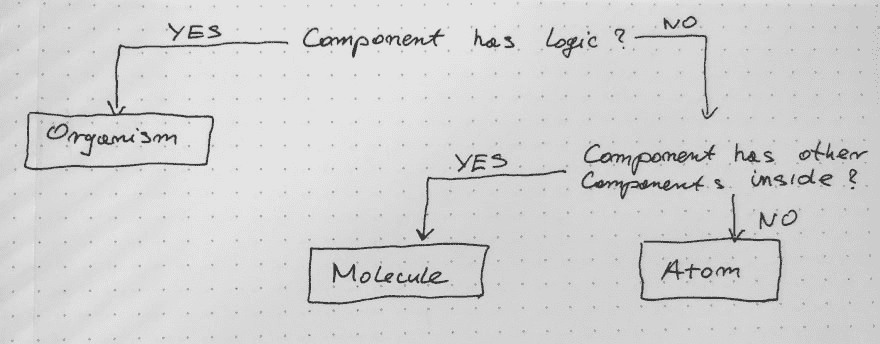 YES
Component has Logic ?
NO
Organism
YES
Component has other
Components inside ?
NO
Molecule
Atom